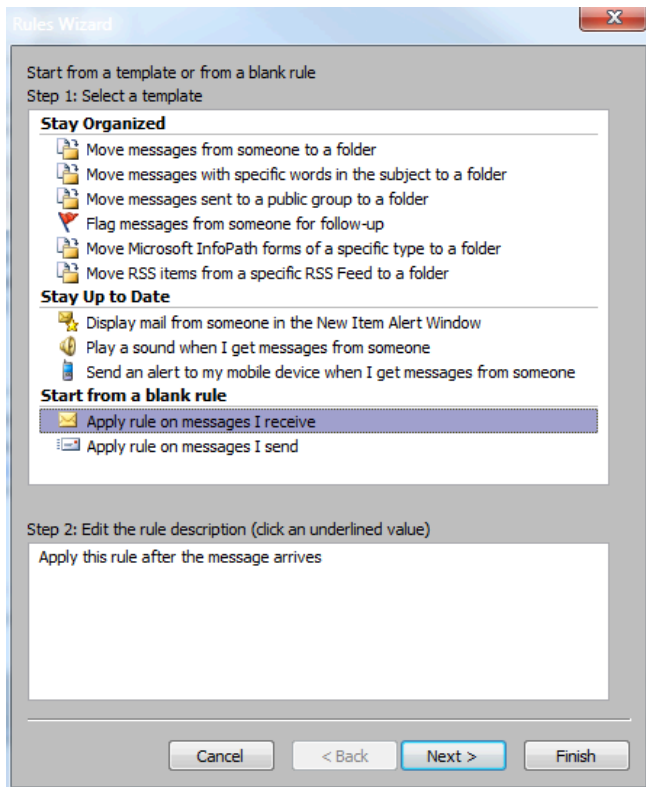 Rules Wizard
Start from a template or from a blank rule
Step 1: Select a template
Stay Organized
Move messages from someone to a folder
Move messages with specific words in the subject to a folder
Move messages sent to a public group to a folder
Flag messages from someone for follow-up
Move Microsoft InfoPath forms of a specific type to a folder
Move RSS items from a specific RSS Feed to a folder
Stay Up to Date
Display mail from someone in the New Item Alert Window
Play a sound when I get messages from someone
Send an alert to my mobile device when I get messages from someone
Start from a blank rule
Apply rule on messages I receive
Apply rule on messages I send
Step 2: Edit the rule description (click an underlined value)
Apply this rule after the message arrives
Cancel < Back Next > Finish